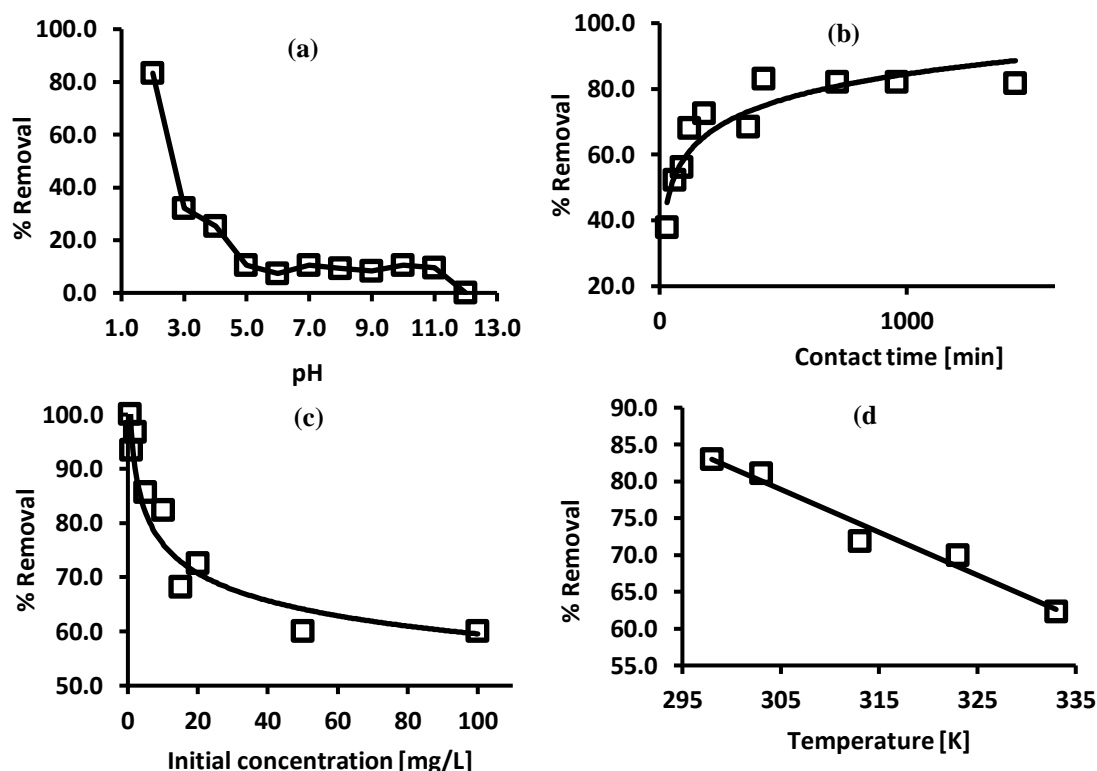 (a)
% Removal
100.0
80.0
60.0
40.0
20.0
0.0
1.0 3.0 5.0 7.0 9.0 11.0 13.0
pH
(b)
% Removal
100.0
80.0
60.0
40.0
20.0
0 1000
Contact time [min]
(c)
% Removal
100.0
90.0
80.0
70.0
60.0
50.0
0 20 40 60 80 100
Initial concentration [mg/L]
(d
% Removal
90.0
85.0
80.0
75.0
70.0
65.0
60.0
55.0
295 305 315 325 335
Temperature [K]